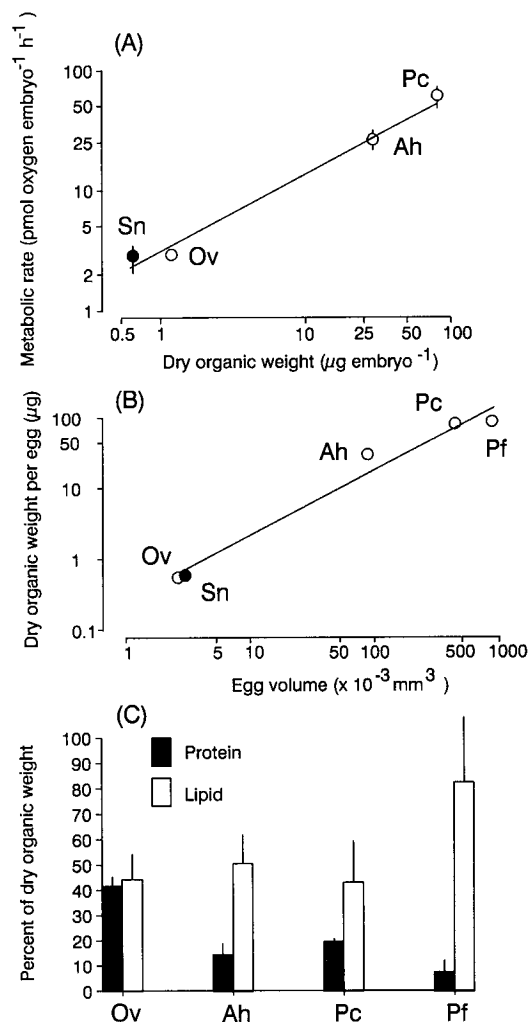 (A)
Metabolic rate (pmol oxygen embryo⁻¹ h⁻¹)
100
50
25
10
5
2
1
Pc
Ah
Sn
Ov
0.5
1
10
25
50
100
Dry organic weight (µg embryo⁻¹)
(B)
Dry organic weight per egg (µg)
100
50
10
1
0.1
Pc
Ah
Pf
Ov
Sn
1
5
10
50
100
500
1000
Egg volume (x 10⁻³mm³)
(C)
Percent of dry organic weight
100
90
80
70
60
50
40
30
20
10
0
Protein
Lipid
Ov
Ah
Pc
Pf